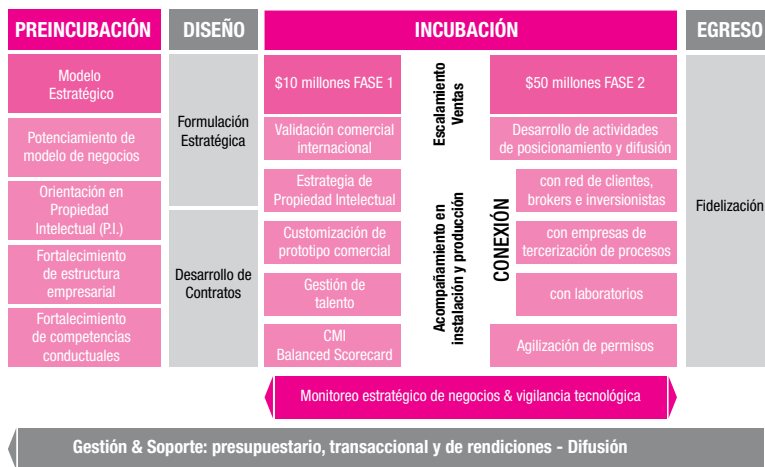 PREINCUBACIÓN
Modelo
Estratégico
Potenciamiento de
modelo de negocios
Orientación en
Propiedad
Intelectual (P.I.)
Fortalecimiento
de estructura
empresarial
Fortalecimiento
de competencias
conductuales
DISEÑO
Formulación
Estratégica
Desarrollo de
Contratos
INCUBACIÓN
$10 millones FASE 1
Validación comercial
internacional
Estrategia de
Propiedad Intelectual
Customización de
prototipo comercial
Gestión de
talento
CMI
Balanced Scorecard
Escalamiento
Ventas
Acompañamiento en
instalación y producción
$50 millones FASE 2
Desarrollo de actividades
de posicionamiento y difusión
CONEXIÓN
con red de clientes,
brokers e inversionistas
con empresas de
tercerización de procesos
con laboratorios
Agilización de permisos
EGRESO
Fidelización
Monitoreo estratégico de negocios & vigilancia tecnológica
Gestión & Soporte: presupuestario, transaccional y de rendiciones - Difusión